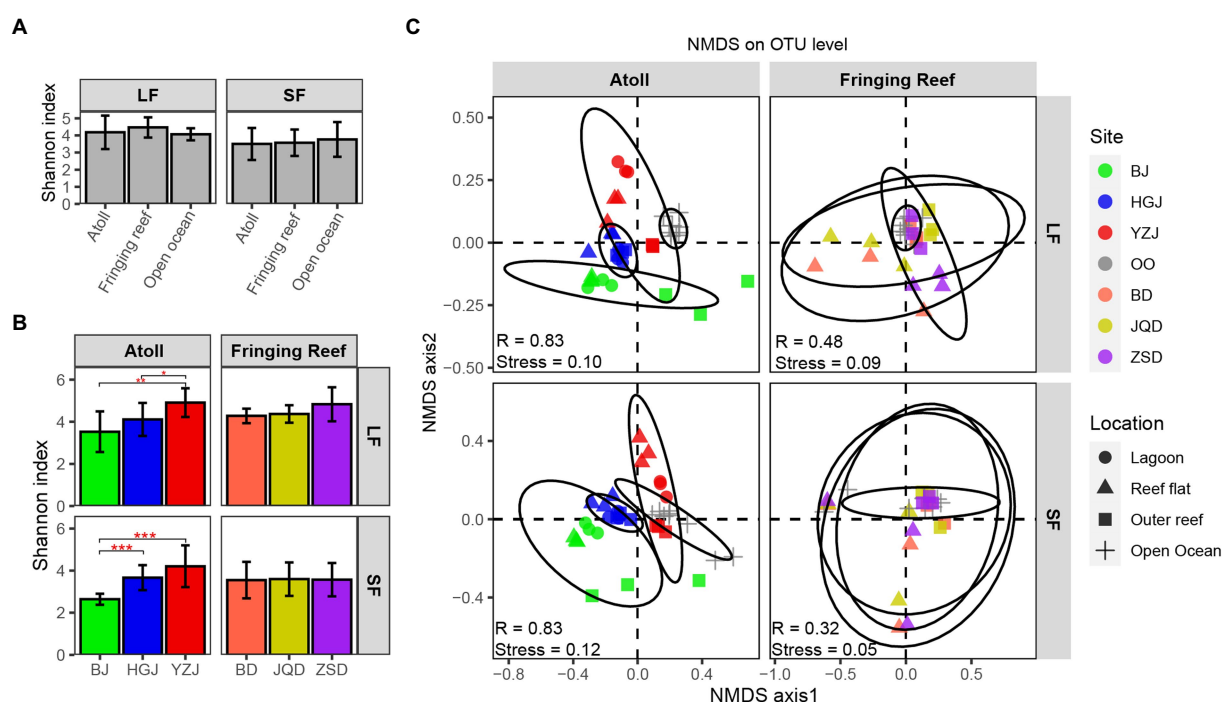 A
LF
SF
Shannon index
5
4
3
2
1
0
Atoll
Fringing reef
Open ocean
Atoll
Fringing reef
Open ocean
B
Atoll
Fringing Reef
Shannon index
6
4
2
0
**
*
LF
6
4
2
0
***
***
SF
BJ
HGJ
YZJ
BD
JQD
ZSD
C
NMDS on OTU level
Atoll
Fringing Reef
NMDS axis2
0.50
0.25
0.00
−0.25
−0.50
R = 0.83
Stress = 0.10
R = 0.48
Stress = 0.09
LF
0.4
0.0
−0.4
R = 0.83
Stress = 0.12
R = 0.32
Stress = 0.05
SF
−0.8
−0.4
0.0
0.4
−1.0
−0.5
0.0
0.5
NMDS axis1
Site
BJ
HGJ
YZJ
OO
BD
JQD
ZSD
Location
Lagoon
Reef flat
Outer reef
Open Ocean